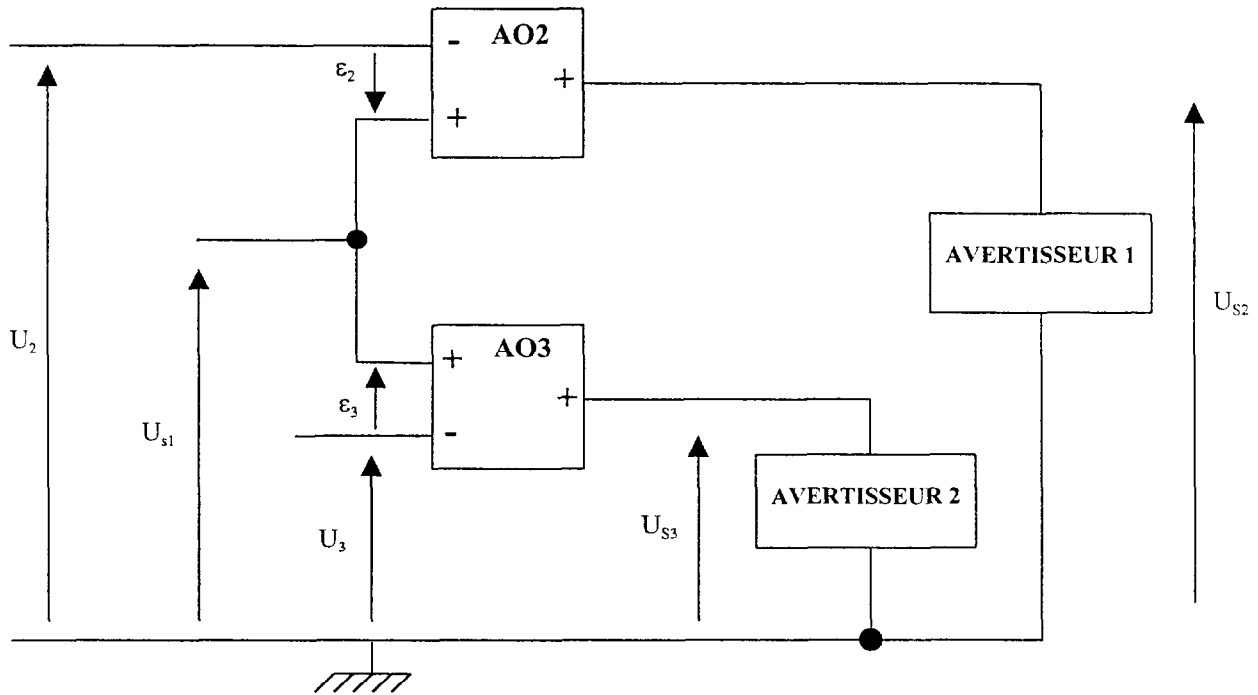 AO2
-
ε2
+
+
AVERTISSEUR 1
US2
U2
AO3
+
+
ε3
-
Us1
AVERTISSEUR 2
US3
U3